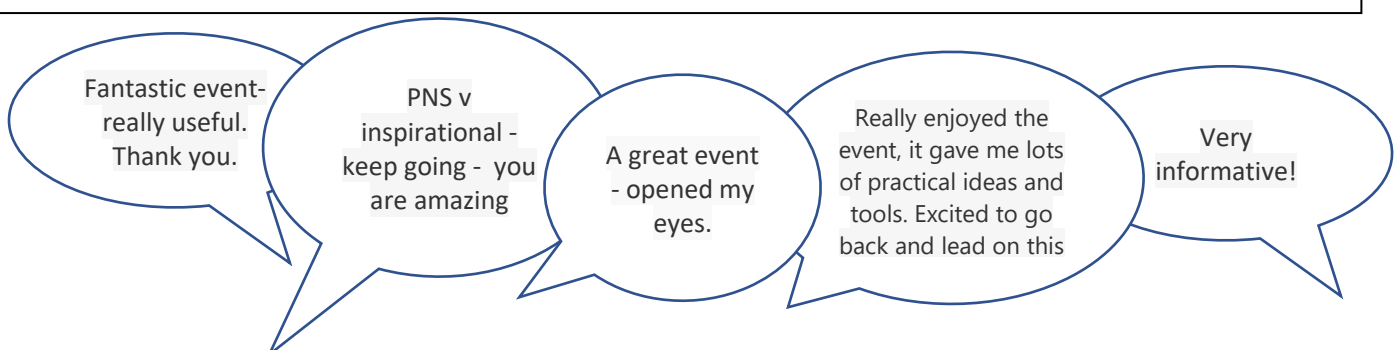 Fantastic event-
really useful.
Thank you.
PNS v
inspirational -
keep going -  you
are amazing
A great event
- opened my
eyes.
Really enjoyed the
event, it gave me lots
of practical ideas and
tools. Excited to go
back and lead on this
Very
informative!